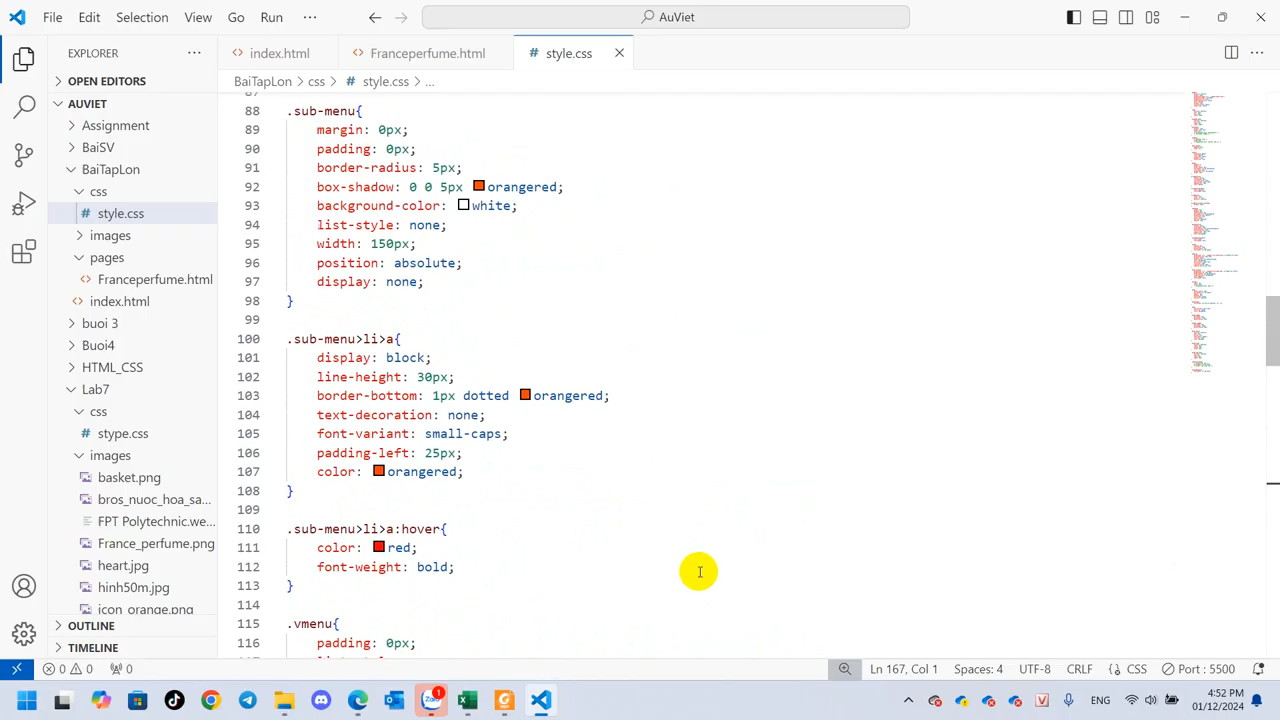 File Edit Selection View Go Run ··· AuViet
EXPLORER ···
index.html Franceperfume.html # style.css
OPEN EDITORS
BaiTapLon > css > # style.css > ...
AUVIET
Assignment
BaiSV
BaiTapLon
css
# style.css
images
pages
Franceperfume.html
index.html
buoi 3
Buoi4
HTML_CSS
Lab7
css
# stype.css
images
basket.png
bros_nuoc_hoa_sa...
FPT Polytechnic.we...
France_perfume.png
heart.jpg
hinh50m.jpg
icon_orange.png
OUTLINE
TIMELINE
87
88 .sub-menu{
89 margin: 0px;
90 padding: 0px;
91 border-radius: 5px;
92 box-shadow: 0 0 5px orangered;
93 background-color: white;
94 list-style: none;
95 width: 150px;
96 position: absolute;
97 display: none;
98 }
99
100 .sub-menu>li>a{
101 display: block;
102 line-height: 30px;
103 border-bottom: 1px dotted orangered;
104 text-decoration: none;
105 font-variant: small-caps;
106 padding-left: 25px;
107 color: orangered;
108 }
109
110 .sub-menu>li>a:hover{
111 color: red;
112 font-weight: bold;
113 }
114
115 .vmenu{
116 padding: 0px;
0 0 0 Ln 167, Col 1 Spaces: 4 UTF-8 CRLF {} CSS Port : 5500
Zalo 1 ENG 4:52 PM
01/12/2024